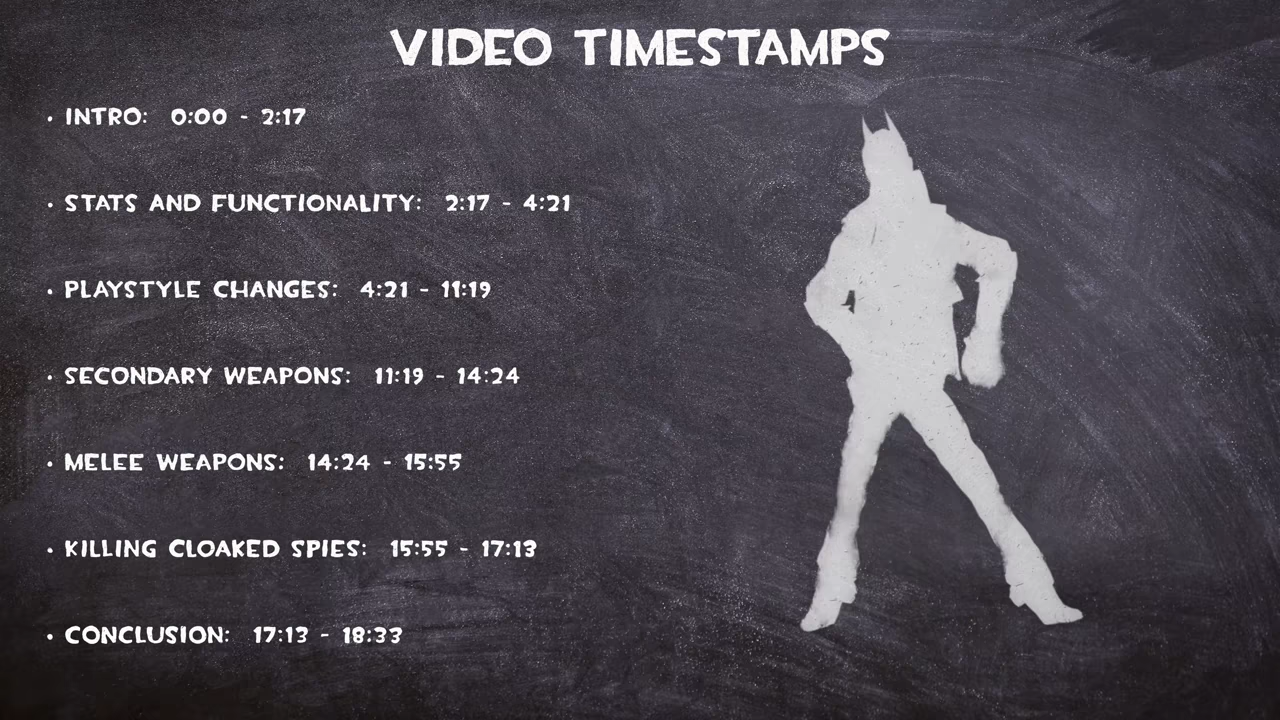 VIDEO TIMESTAMPS
• INTRO: 0:00 - 2:17
• STATS AND FUNCTIONALITY: 2:17 - 4:21
• PLAYSTYLE CHANGES: 4:21 - 11:19
• SECONDARY WEAPONS: 11:19 - 14:24
• MELEE WEAPONS: 14:24 - 15:55
• KILLING CLOAKED SPIES: 15:55 - 17:13
• CONCLUSION: 17:13 - 18:33